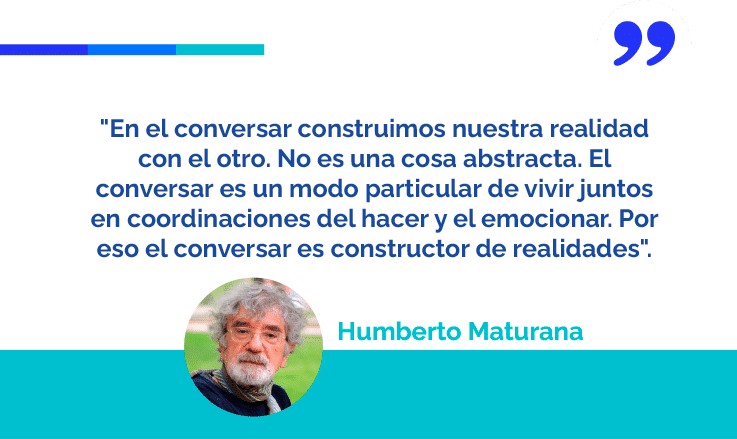 "En el conversar construimos nuestra realidad
con el otro. No es una cosa abstracta. El
conversar es un modo particular de vivir juntos
en coordinaciones del hacer y el emocionar. Por
eso el conversar es constructor de realidades".
Humberto Maturana